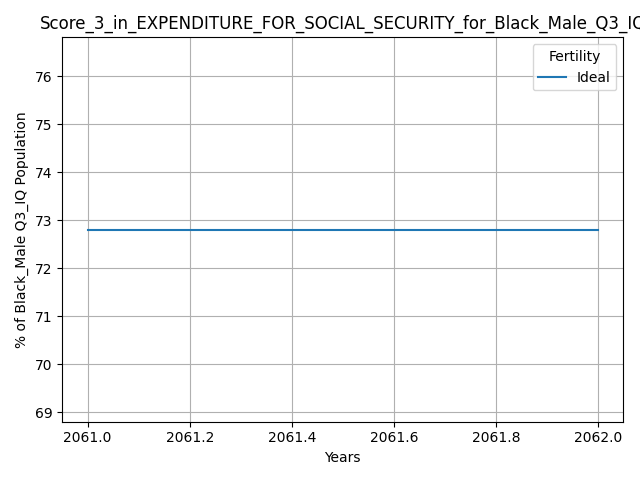 Score_3_in_EXPENDITURE_FOR_SOCIAL_SECURITY_for_Black_Male_Q3_IQ
Fertility
Ideal
% of Black_Male Q3_IQ Population
76
75
74
73
72
71
70
69
2061.0 2061.2 2061.4 2061.6 2061.8 2062.0
Years